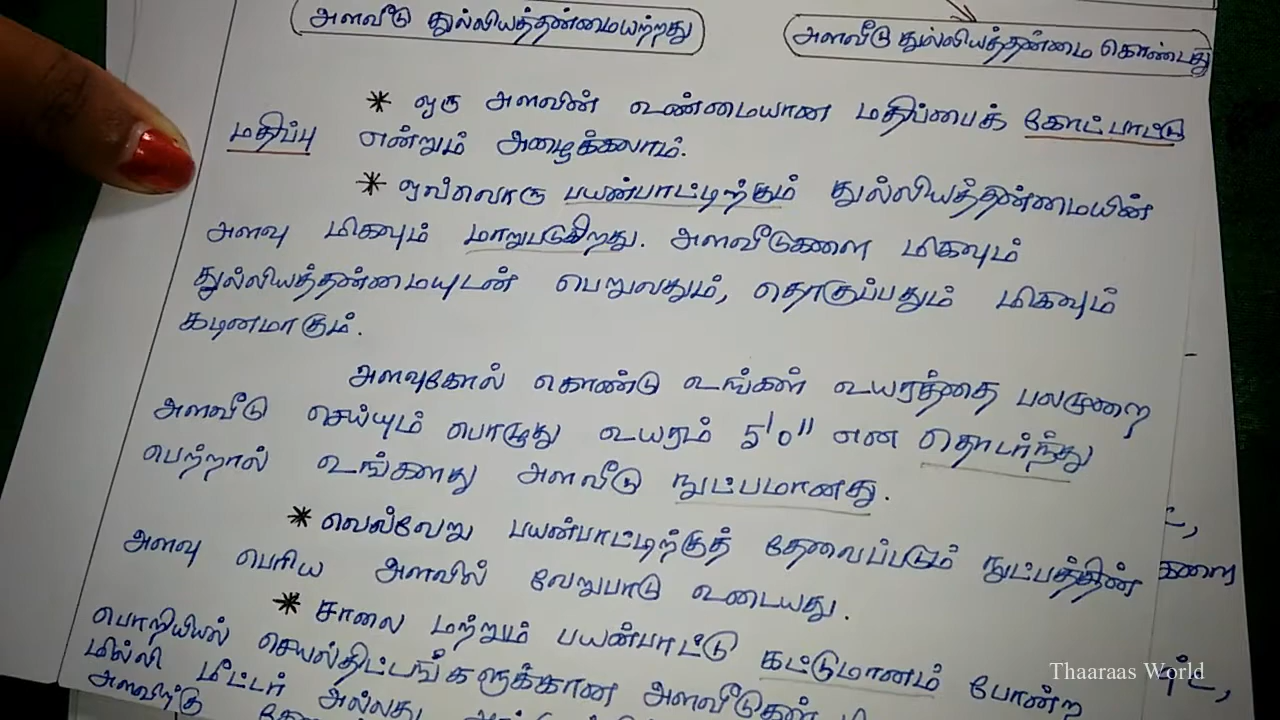 அளவீடு துல்லியத்தன்மையற்றது
அளவீடு துல்லியத்தன்மை கொண்டது
* ஒரு அளவின் உண்மையான மதிப்பைக் கோட்பாட்டு
மதிப்பு என்றும் அழைக்கலாம்.
* ஒவ்வொரு பயன்பாட்டிற்கும் துல்லியத்தன்மையின்
அளவு மிகவும் மாறுபடுகிறது. அளவீடுகளை மிகவும்
துல்லியத்தன்மையுடன் பெறுவதும், தொகுப்பதும் மிகவும்
கடினமாகும்.
அளவுகோல் கொண்டு உங்கள் உயரத்தை பலமுறை
அளவீடு செய்யும் பொழுது உயரம் 5'0" என தொடர்ந்து
பெற்றால் உங்களது அளவீடு நுட்பமானது.
* வெவ்வேறு பயன்பாட்டிற்குத் தேவைப்படும் நுட்பத்தின்
அளவு பெரிய அளவில் வேறுபாடு உடையது.
* சாலை மற்றும் பயன்பாட்டு கட்டுமானம் போன்ற
பொறியியல் செயல்திட்டங்களுக்கான அளவீடுகள்
மில்லி மீட்டர் அல்லது
அளவிற்கு
களை
Thaaraas World